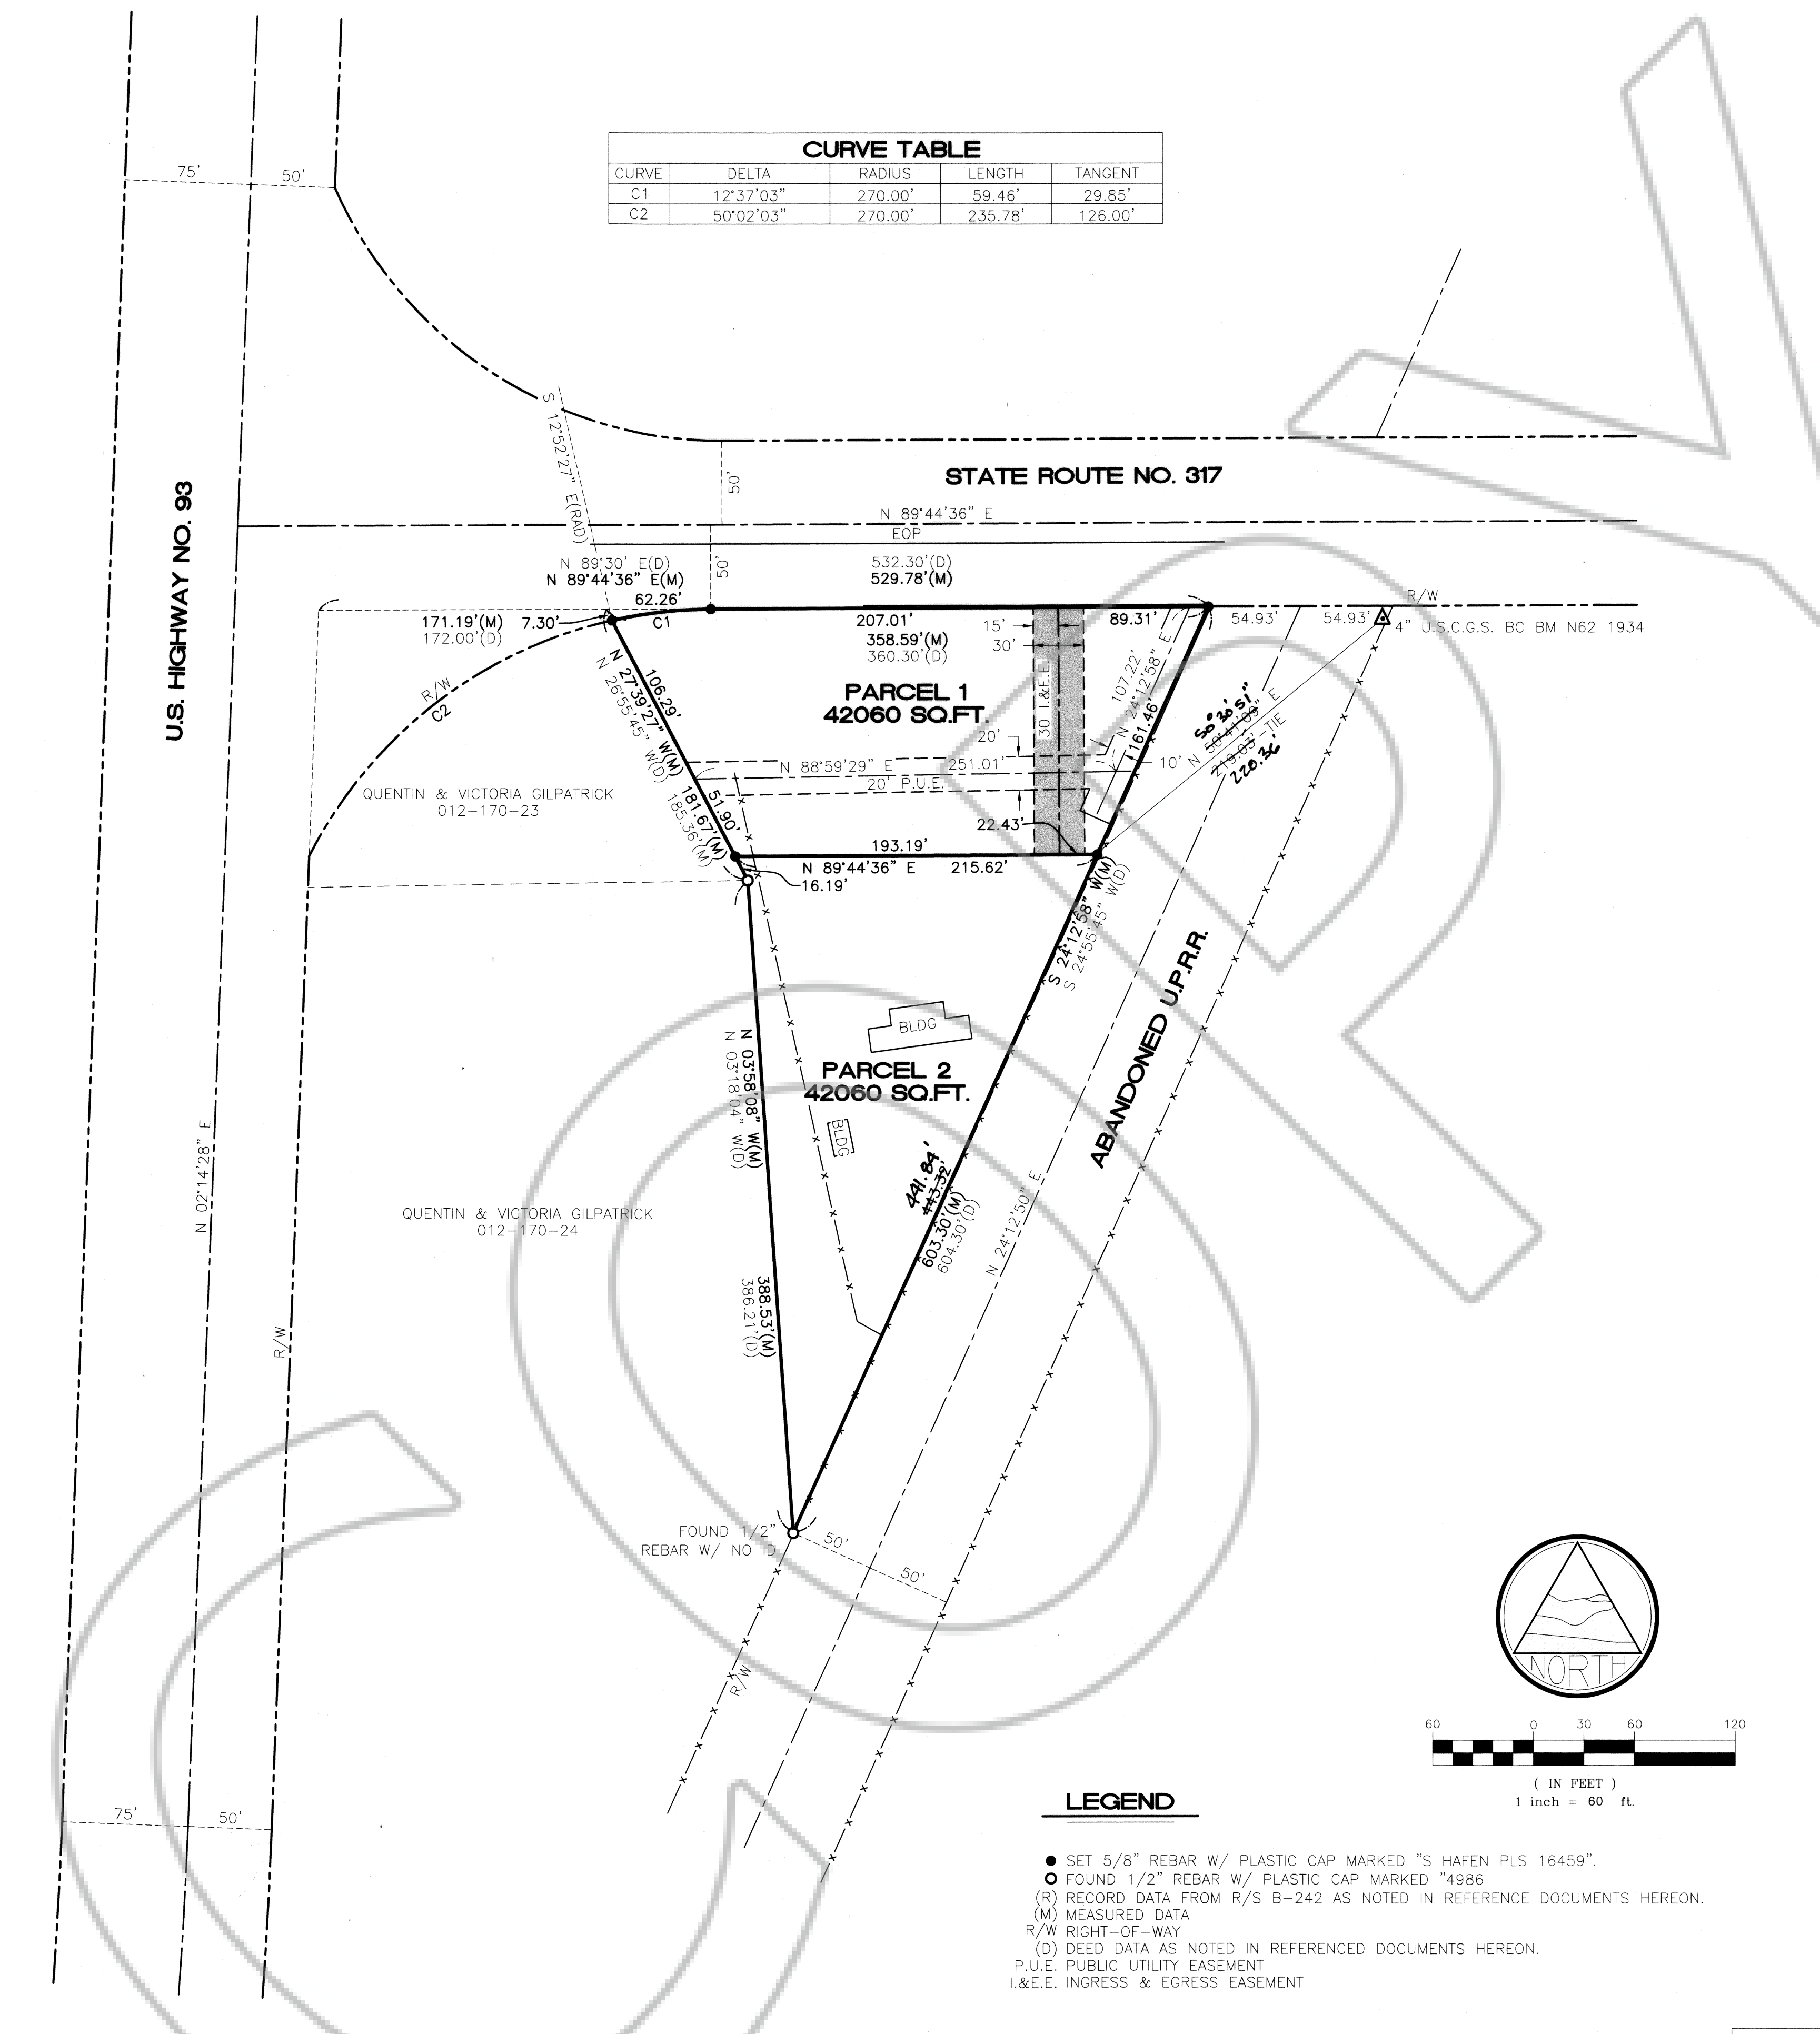 CURVE TABLE
CURVE DELTA RADIUS LENGTH TANGENT
C1 12°37'03" 270.00' 59.46' 29.85'
C2 50°02'03" 270.00' 235.78' 126.00'
75' 50'
U.S. HIGHWAY NO. 93
S 12°52'27" E(RAD)
50'
STATE ROUTE NO. 317
N 89°44'36" E
EOP
N 89°30' E(D)
N 89°44'36" E(M)
532.30'(D)
529.78'(M)
50'
62.26'
R/W
171.19'(M)
172.00'(D)
7.30'
C1
207.01'
358.59'(M)
360.30'(D)
15'
30'
89.31'
54.93' 54.93'
4" U.S.C.G.S. BC BM N62 1934
R/W
C2
106.29'
N 27°39'27" W(M)
N 26°55'45" W(D)
PARCEL 1
42060 SQ.FT.
30 I.&E.E.
107.22'
N 24°12'58" E
161.46'
50°30'51"
N 50°41'09" E
219.03'-TIE
220.36'
20'
10'
N 88°59'29" E 251.01'
20' P.U.E.
QUENTIN & VICTORIA GILPATRICK
012-170-23
51.90'
181.67'(M)
185.36'(M)
22.43'
193.19'
N 89°44'36" E 215.62'
16.19'
S 24°12'58" W(M)
S 24°55'45" W(D)
ABANDONED U.P.R.R.
BLDG
PARCEL 2
42060 SQ.FT.
BLDG
N 03°58'08" W(M)
N 03°18'04" W(D)
N 02°14'28" E
QUENTIN & VICTORIA GILPATRICK
012-170-24
441.84'
443.32'
603.30'(M)
604.30'(D)
N 24°12'50" E
388.53'(M)
386.21'(D)
R/W
FOUND 1/2"
REBAR W/ NO ID
50'
50'
R/W
NORTH
60 0 30 60 120
( IN FEET )
1 inch = 60 ft.
75' 50'
LEGEND
SET 5/8" REBAR W/ PLASTIC CAP MARKED "S HAFEN PLS 16459".
FOUND 1/2" REBAR W/ PLASTIC CAP MARKED "4986
(R) RECORD DATA FROM R/S B-242 AS NOTED IN REFERENCE DOCUMENTS HEREON.
(M) MEASURED DATA
R/W RIGHT-OF-WAY
(D) DEED DATA AS NOTED IN REFERENCED DOCUMENTS HEREON.
P.U.E. PUBLIC UTILITY EASEMENT
I.&E.E. INGRESS & EGRESS EASEMENT
COPY